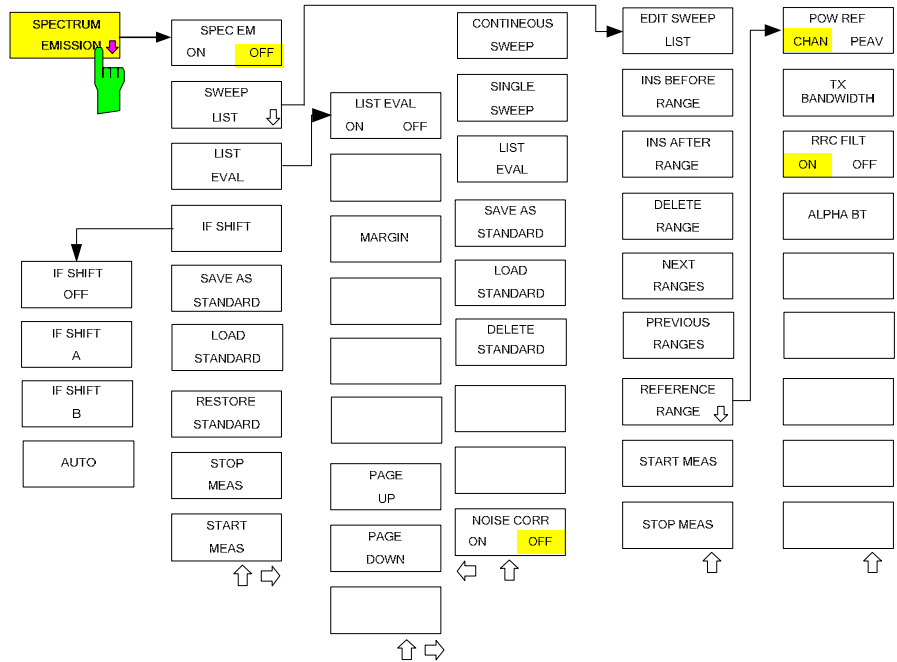 SPECTRUM
EMISSION
SPEC EM
ON OFF
SWEEP
LIST
LIST
EVAL
IF SHIFT
SAVE AS
STANDARD
LOAD
STANDARD
RESTORE
STANDARD
STOP
MEAS
START
MEAS
IF SHIFT
OFF
IF SHIFT
A
IF SHIFT
B
AUTO
LIST EVAL
ON OFF
MARGIN
PAGE
UP
PAGE
DOWN
CONTINEOUS
SWEEP
SINGLE
SWEEP
LIST
EVAL
SAVE AS
STANDARD
LOAD
STANDARD
DELETE
STANDARD
NOISE CORR
ON OFF
EDIT SWEEP
LIST
INS BEFORE
RANGE
INS AFTER
RANGE
DELETE
RANGE
NEXT
RANGES
PREVIOUS
RANGES
REFERENCE
RANGE
START MEAS
STOP MEAS
POW REF
CHAN PEAV
TX
BANDWIDTH
RRC FILT
ON OFF
ALPHA BT